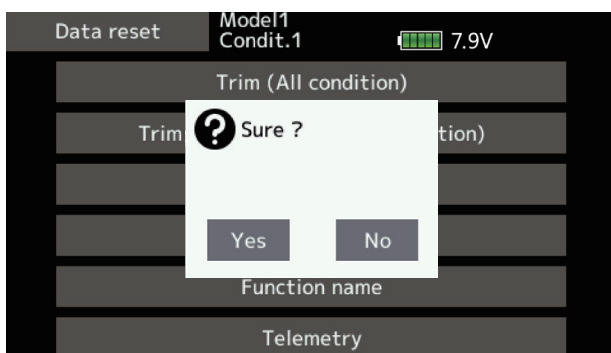 Data reset
Model1
Condit.1
7.9V
Trim (All condition)
Trim
tion)
? Sure ?
Yes
No
Function name
Telemetry